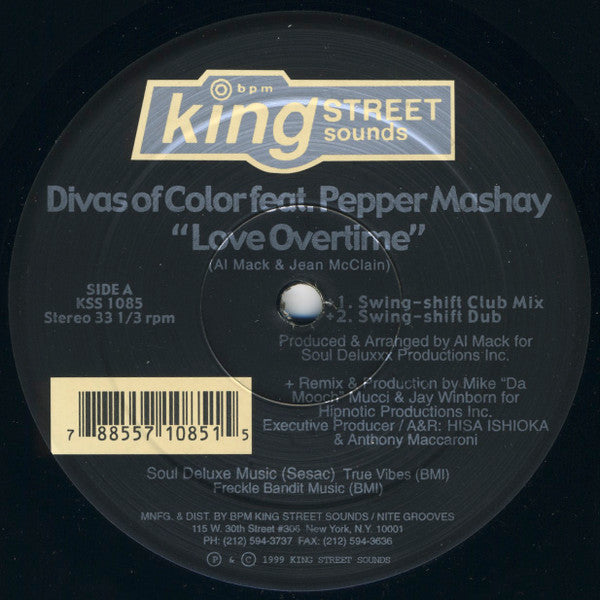 bpm
king STREET
sounds
Divas of Color feat. Pepper Mashay
“Love Overtime”
(Al Mack & Jean McClain)
SIDE A
KSS 1085
Stereo 33 1/3 rpm
+1. Swing-shift Club Mix
+2. Swing-shift Dub
Produced & Arranged by Al Mack for
Soul Deluxxx Productions Inc.
+ Remix & Production by Mike “Da
Mooch” Mucci & Jay Winborn for
Hipnotic Productions Inc.
Executive Producer / A&R: HISA ISHIOKA
& Anthony Maccaroni
7 88557 10851 5
Soul Deluxe Music (Sesac) True Vibes (BMI)
Freckle Bandit Music (BMI)
MNFG. & DIST. BY BPM KING STREET SOUNDS / NITE GROOVES
115 W. 30th Street #306 New York, N.Y. 10001
PH: (212) 594-3737 FAX: (212) 594-3636
Ⓟ & © 1999 KING STREET SOUNDS